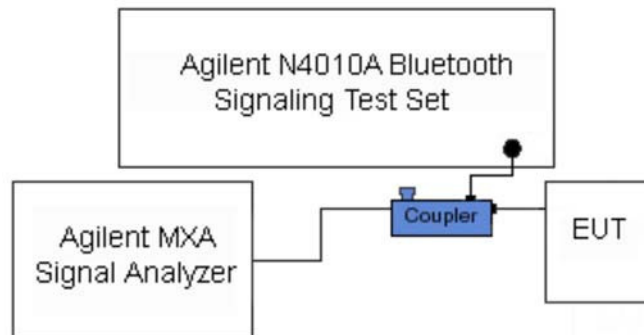 Agilent N4010A Bluetooth
Signaling Test Set
Coupler
Agilent MXA
Signal Analyzer
EUT